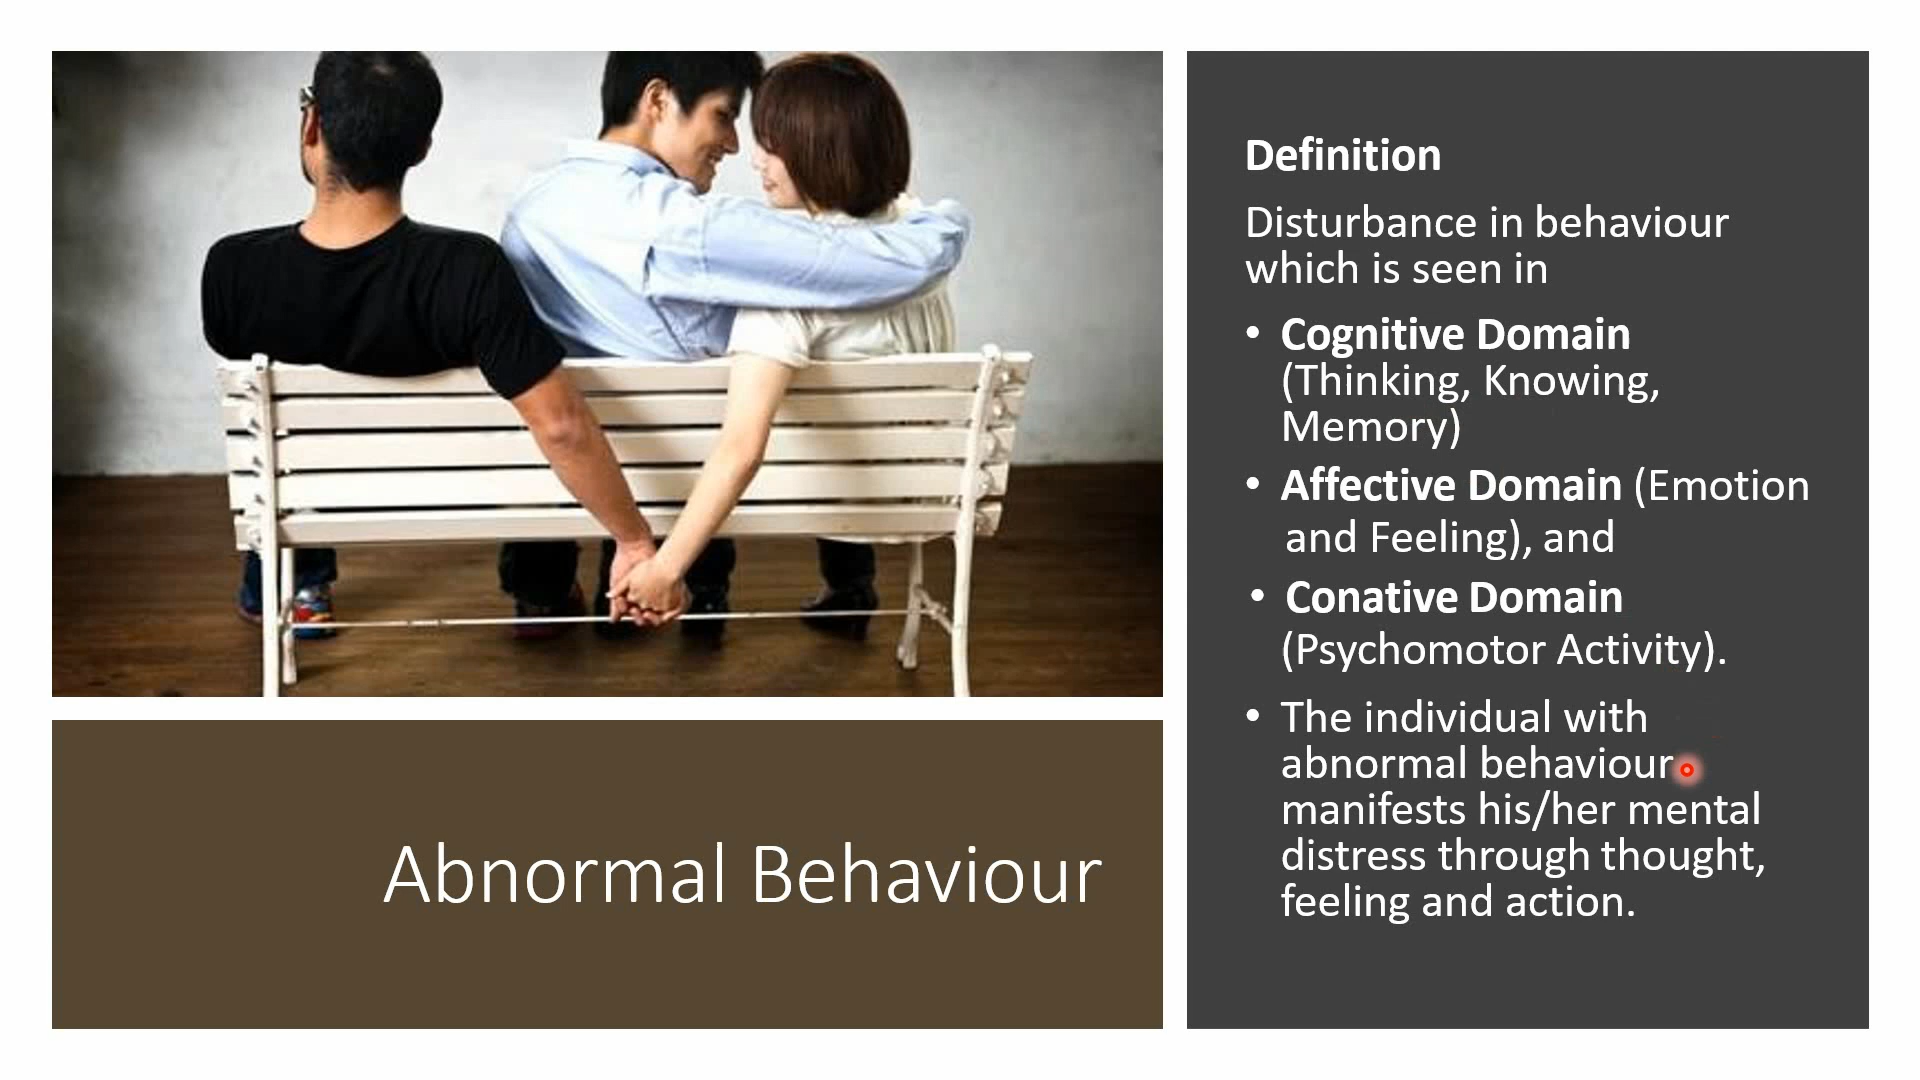 Abnormal Behaviour
Definition
Disturbance in behaviour
which is seen in
• Cognitive Domain
(Thinking, Knowing,
Memory)
• Affective Domain (Emotion
and Feeling), and
• Conative Domain
(Psychomotor Activity).
• The individual with
abnormal behaviour
manifests his/her mental
distress through thought,
feeling and action.